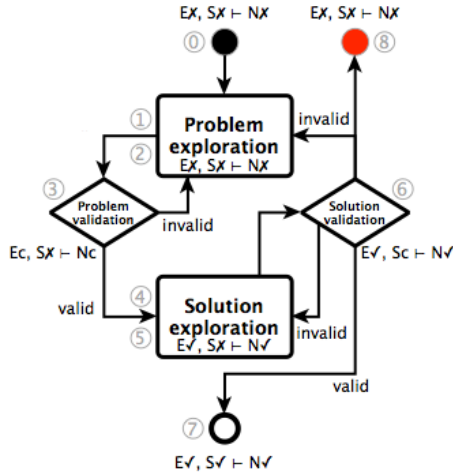 E✗, S✗ ⊢ N✗
E✗, S✗ ⊢ N✗
0
8
1
Problem
exploration
2
E✗, S✗ ⊢ N✗
invalid
3
Problem
validation
invalid
6
Solution
validation
Ec, S✗ ⊢ Nc
E✓, Sc ⊢ N✓
valid
4
Solution
exploration
5
E✓, S✗ ⊢ N✓
invalid
valid
7
E✓, S✓ ⊢ N✓